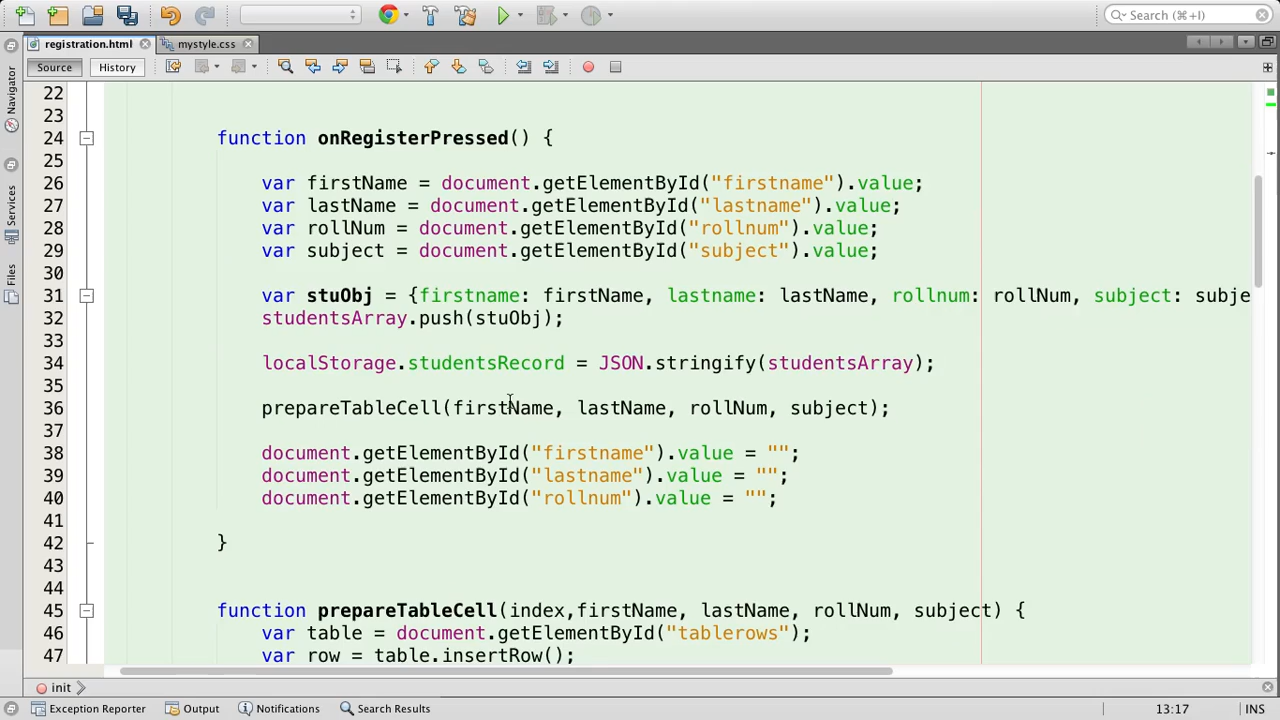 Search (⌘+I)
registration.html
mystyle.css
Source
History
Navigator
Services
Files
22
23
24 function onRegisterPressed() {
25
26 var firstName = document.getElementById("firstname").value;
27 var lastName = document.getElementById("lastname").value;
28 var rollNum = document.getElementById("rollnum").value;
29 var subject = document.getElementById("subject").value;
30
31 var stuObj = {firstname: firstName, lastname: lastName, rollnum: rollNum, subject: subje
32 studentsArray.push(stuObj);
33
34 localStorage.studentsRecord = JSON.stringify(studentsArray);
35
36 prepareTableCell(firstName, lastName, rollNum, subject);
37
38 document.getElementById("firstname").value = "";
39 document.getElementById("lastname").value = "";
40 document.getElementById("rollnum").value = "";
41
42 }
43
44
45 function prepareTableCell(index,firstName, lastName, rollNum, subject) {
46 var table = document.getElementById("tablerows");
47 var row = table.insertRow();
init
Exception Reporter
Output
Notifications
Search Results
13:17
INS